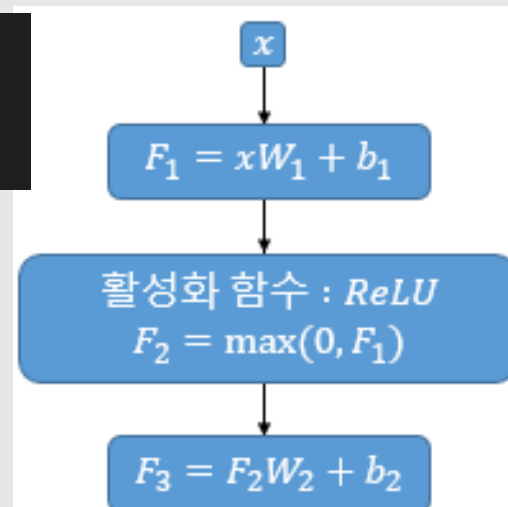 x
F₁ = xW₁ + b₁
활성화 함수 : ReLU
F₂ = max(0, F₁)
F₃ = F₂W₂ + b₂